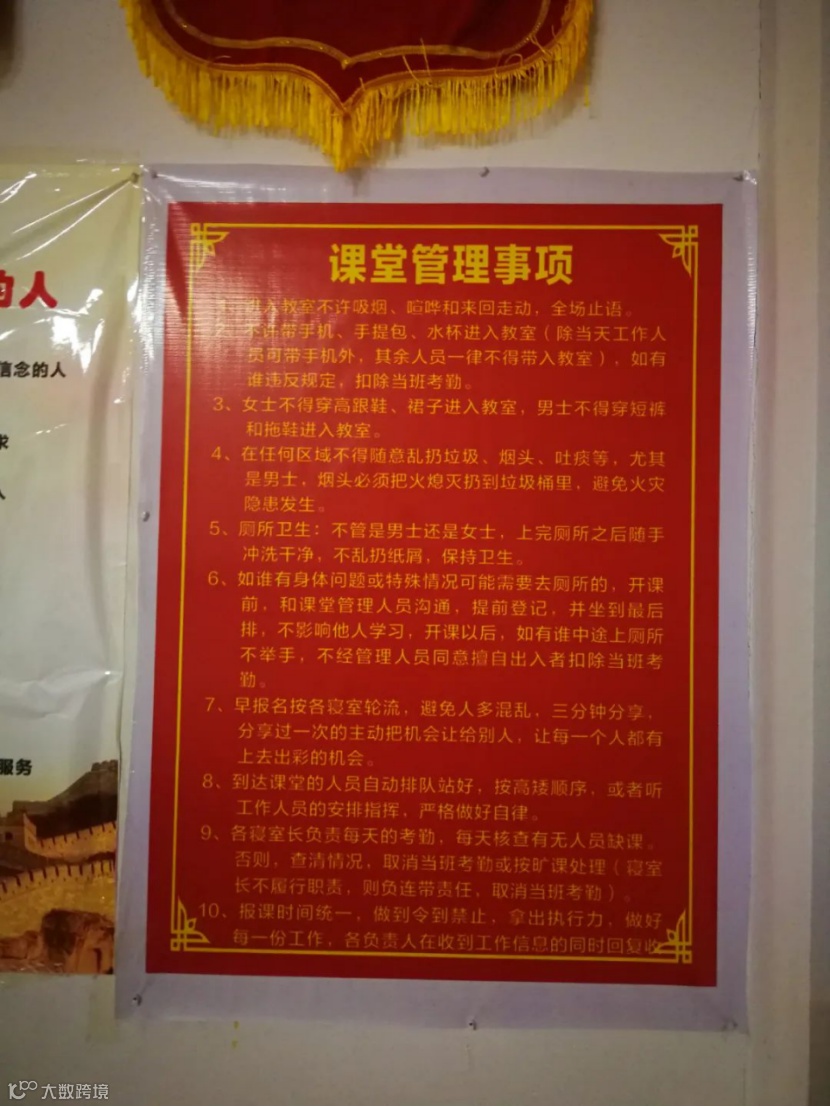 课堂管理事项
1、进入教室不许吸烟、喧哗和来回走动，全场止语。
2、不许带手机、手提包、水杯进入教室（除当天工作人
员可带手机外，其余人员一律不得带入教室），如有
谁违反规定，扣除当班考勤。
3、女士不得穿高跟鞋、裙子进入教室，男士不得穿短裤
和拖鞋进入教室。
4、在任何区域不得随意乱扔垃圾、烟头、吐痰等，尤其
是男士，烟头必须把火熄灭扔到垃圾桶里，避免火灾
隐患发生。
5、厕所卫生：不管是男士还是女士，上完厕所之后随手
冲洗干净，不乱扔纸屑，保持卫生。
6、如谁有身体问题或特殊情况可能需要去厕所的，开课
前，和课堂管理人员沟通，提前登记，并坐到最后
排，不影响他人学习，开课以后，如有谁中途上厕所
不举手，不经管理人员同意擅自出入者扣除当班考
勤。
7、早报名按各寝室轮流，避免人多混乱，三分钟分享，
分享过一次的主动把机会让给别人，让每一个人都有
上去出彩的机会。
8、到达课堂的人员自动排队站好，按高矮顺序，或者听
工作人员的安排指挥，严格做好自律。
9、各寝室长负责每天的考勤，每天核查有无人员缺课。
否则，查清情况，取消当班考勤或按旷课处理（寝室
长不履行职责，则负连带责任，取消当班考勤）。
10、报课时间统一，做到令到禁止，拿出执行力，做好
每一份工作，各负责人在收到工作信息的同时回复收
的人
信念的人
求
人
服务
大数跨境